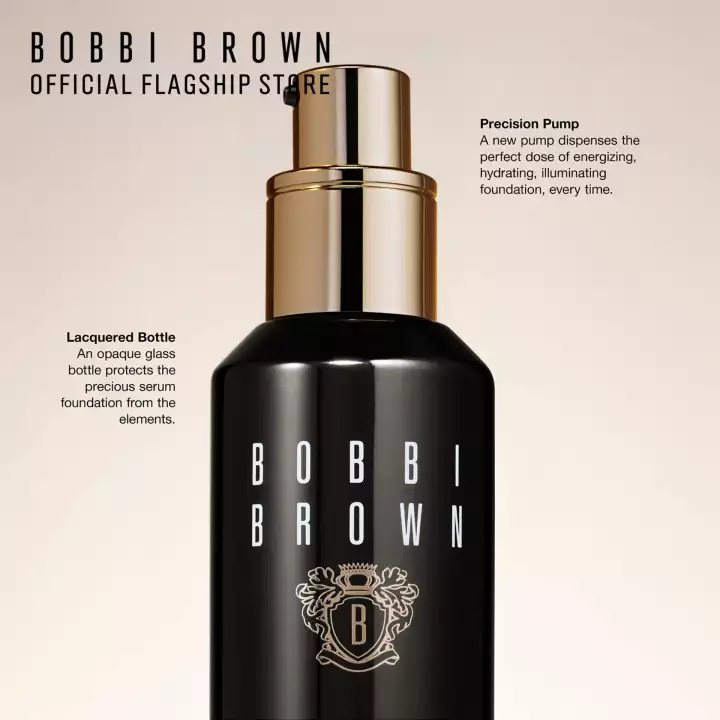 BOBBI BROWN
OFFICIAL FLAGSHIP STORE
Precision Pump
A new pump dispenses the
perfect dose of energizing,
hydrating, illuminating
foundation, every time.
Lacquered Bottle
An opaque glass
bottle protects the
precious serum
foundation from the
elements.
BOBBI
BROWN
B